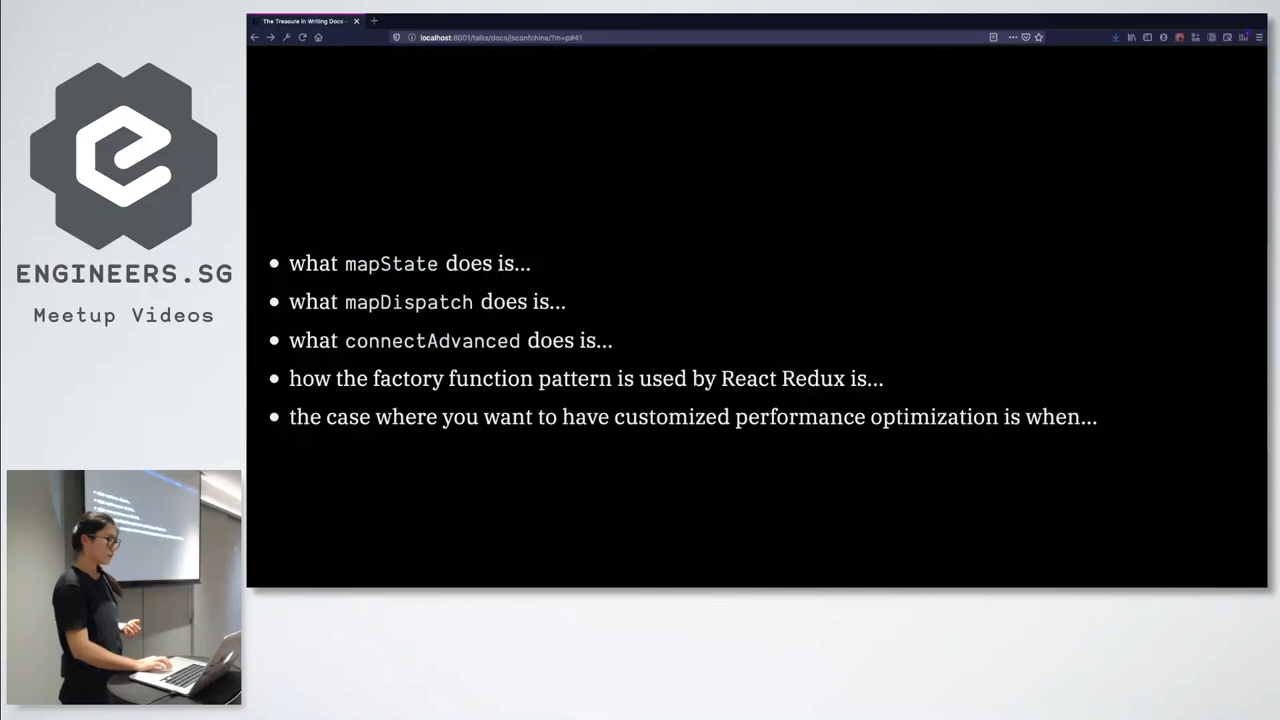 The Treasure in Writing Docs -
localhost:8001/talks/docs/jsconfchina/?m=p#41
ENGINEERS.SG
Meetup Videos
• what mapState does is...
• what mapDispatch does is...
• what connectAdvanced does is...
• how the factory function pattern is used by React Redux is...
• the case where you want to have customized performance optimization is when...